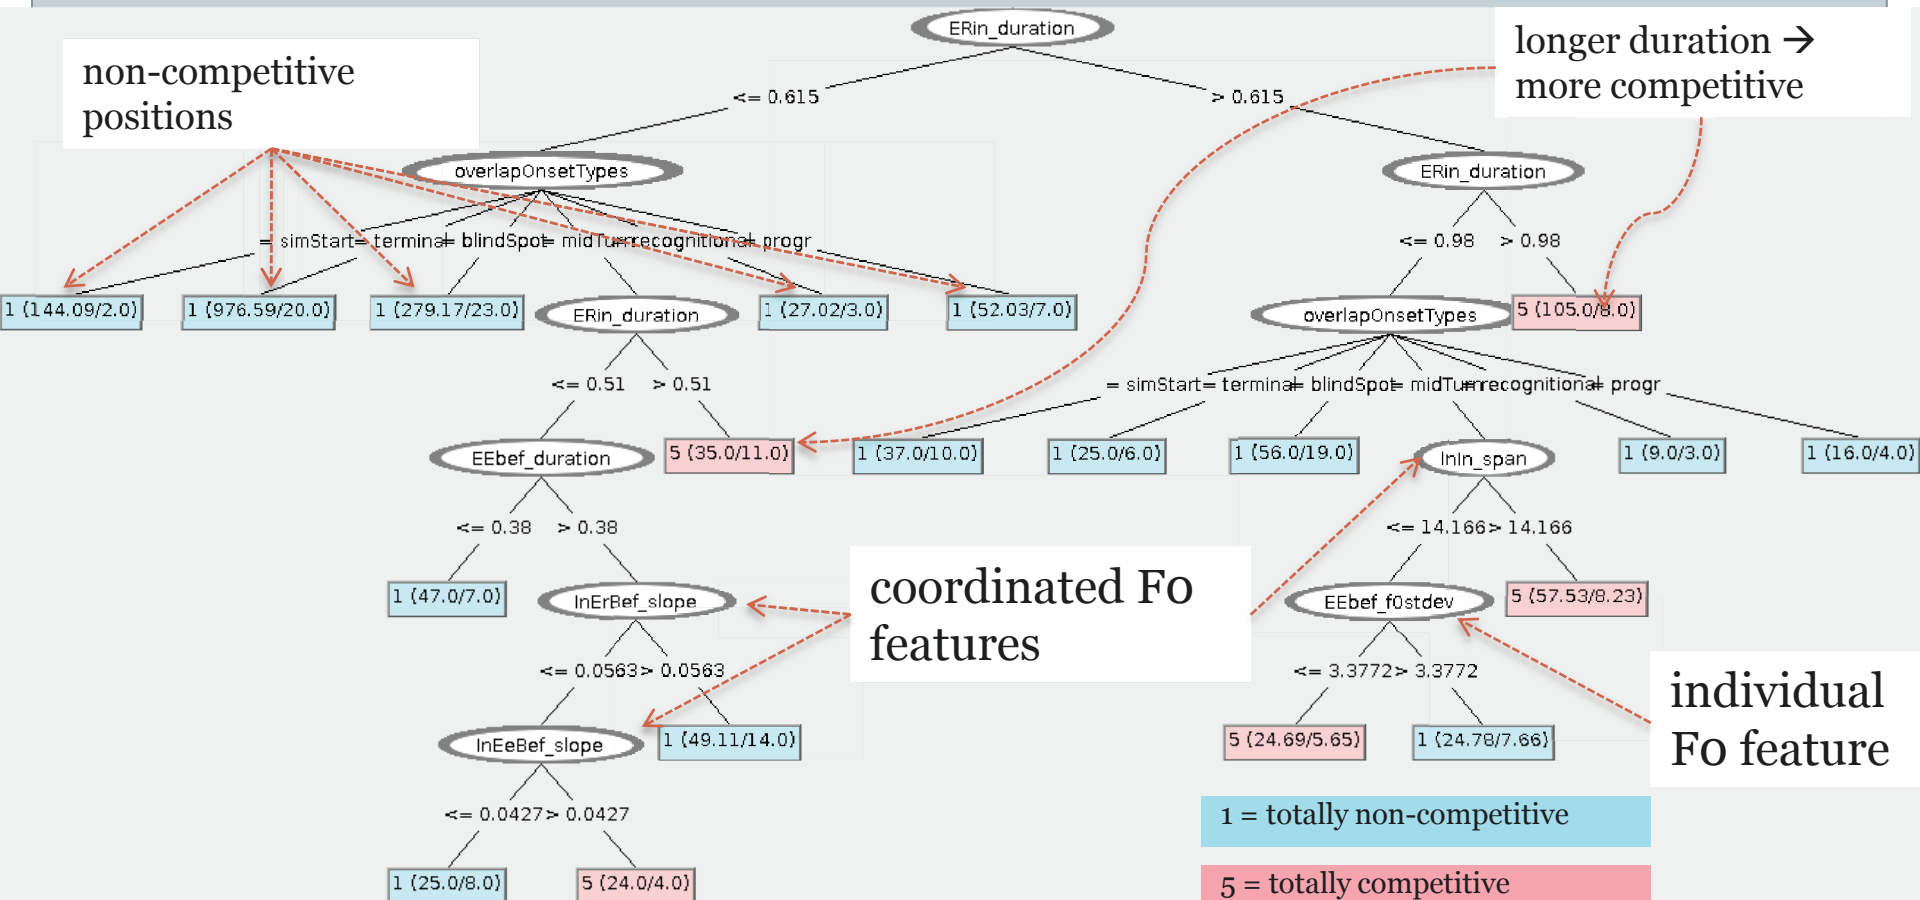 ERin_duration
longer duration →
more competitive
non-competitive
positions
<= 0.615
> 0.615
overlapOnsetTypes
ERin_duration
= simStart
= terminal
= blindSpot
= midTurn
= recognitional
= progr
<= 0.98
> 0.98
1 (144.09/2.0)
1 (976.59/20.0)
1 (279.17/23.0)
ERin_duration
1 (27.02/3.0)
1 (52.03/7.0)
overlapOnsetTypes
5 (105.0/8.0)
<= 0.51
> 0.51
= simStart
= terminal
= blindSpot
= midTurn
= recognitional
= progr
EEbef_duration
5 (35.0/11.0)
1 (37.0/10.0)
1 (25.0/6.0)
1 (56.0/19.0)
InIn_span
1 (9.0/3.0)
1 (16.0/4.0)
<= 0.38
> 0.38
<= 14.166
> 14.166
coordinated F0
features
1 (47.0/7.0)
InErBef_slope
EEbef_f0stdev
5 (57.53/8.23)
<= 0.0563
> 0.0563
<= 3.3772
> 3.3772
individual
F0 feature
InEeBef_slope
1 (49.11/14.0)
5 (24.69/5.65)
1 (24.78/7.66)
<= 0.0427
> 0.0427
1 = totally non-competitive
1 (25.0/8.0)
5 (24.0/4.0)
5 = totally competitive